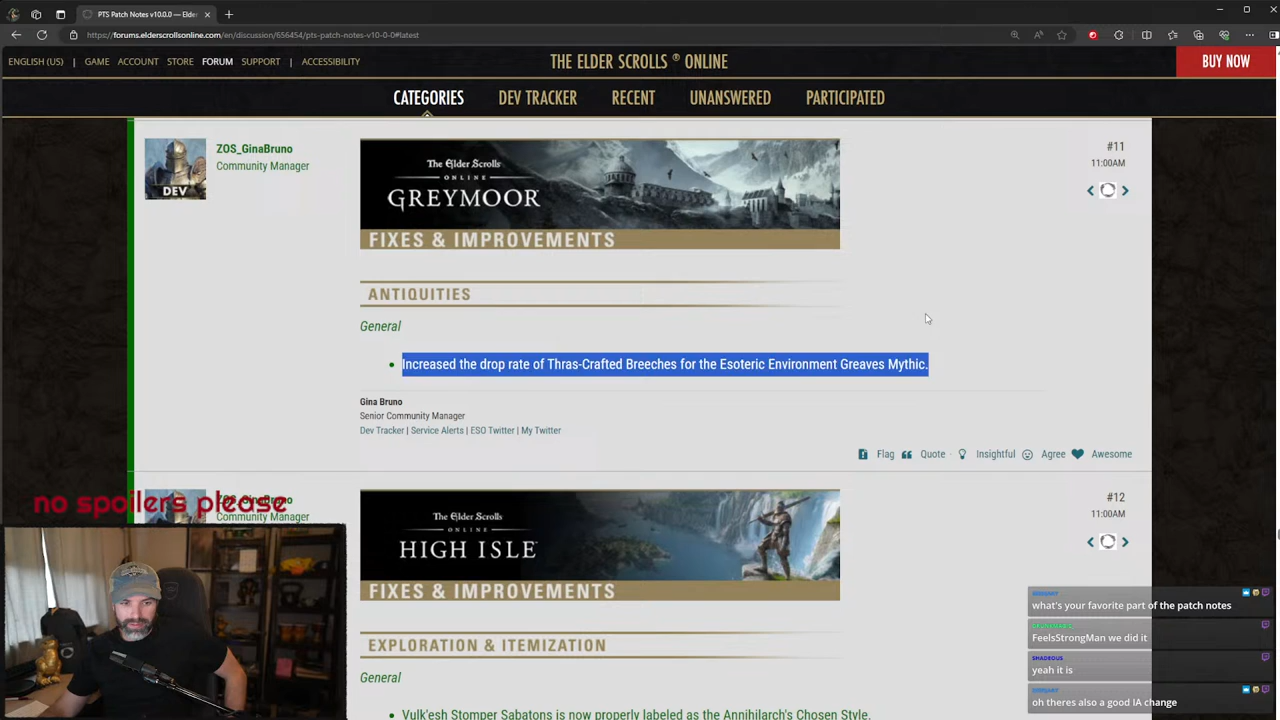 PTS Patch Notes v10.0.0 — Elder
https://forums.elderscrollsonline.com/en/discussion/656454/pts-patch-notes-v10-0-0#latest
ENGLISH (US) | GAME ACCOUNT STORE FORUM SUPPORT | ACCESSIBILITY
THE ELDER SCROLLS ® ONLINE
BUY NOW
CATEGORIES DEV TRACKER RECENT UNANSWERED PARTICIPATED
ZOS_GinaBruno
Community Manager
DEV
The Elder Scrolls
ONLINE
GREYMOOR
FIXES & IMPROVEMENTS
#11
11:00AM
ANTIQUITIES
General
• Increased the drop rate of Thras-Crafted Breeches for the Esoteric Environment Greaves Mythic.
Gina Bruno
Senior Community Manager
Dev Tracker | Service Alerts | ESO Twitter | My Twitter
Flag Quote · Insightful Agree Awesome
no spoilers please
ZOS_GinaBruno
Community Manager
The Elder Scrolls
ONLINE
HIGH ISLE
FIXES & IMPROVEMENTS
#12
11:00AM
EXPLORATION & ITEMIZATION
General
• Vulk'esh Stomper Sabatons is now properly labeled as the Annihilarch's Chosen Style.
what's your favorite part of the patch notes
FeelsStrongMan we did it
SHADEOUS
yeah it is
oh theres also a good IA change